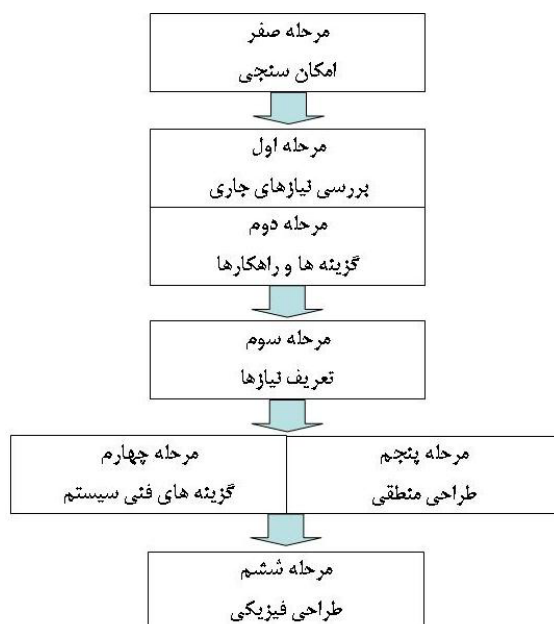 مرحله صفر
امکان سنجی
مرحله اول
بررسی نیازهای جاری
مرحله دوم
گزینه ها و راهکارها
مرحله سوم
تعریف نیازها
مرحله پنجم
طراحی منطقی
مرحله چهارم
گزینه های فنی سیستم
مرحله ششم
طراحی فیزیکی